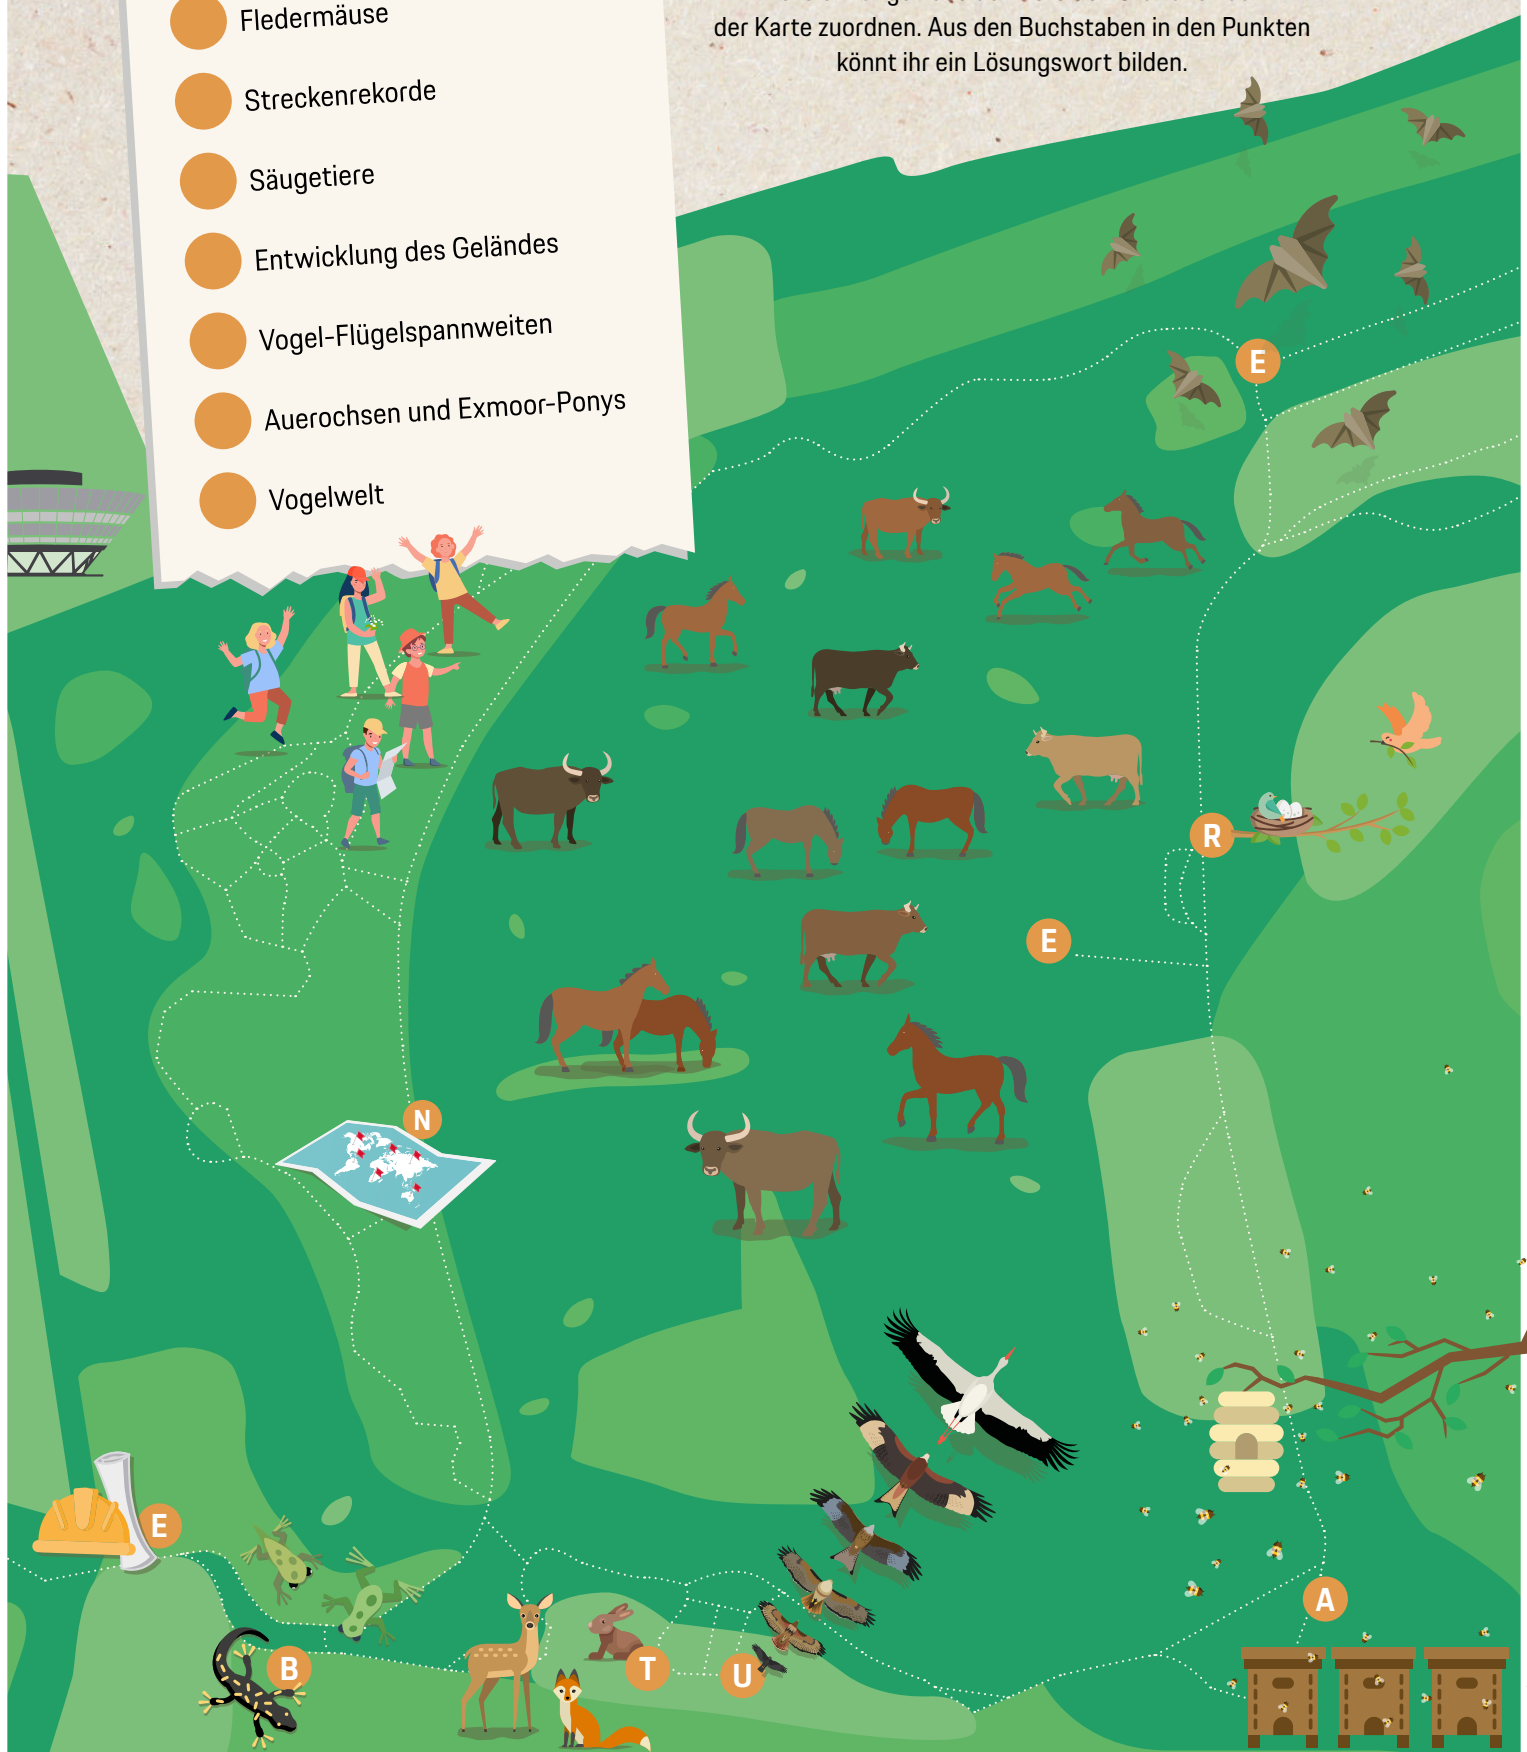 Fledermäuse
Streckenrekorde
Säugetiere
Entwicklung des Geländes
Vogel-Flügelspannweiten
Auerochsen und Exmoor-Ponys
Vogelwelt
der Karte zuordnen. Aus den Buchstaben in den Punkten
könnt ihr ein Lösungswort bilden.
E
R
E
N
E
A
B
T
U